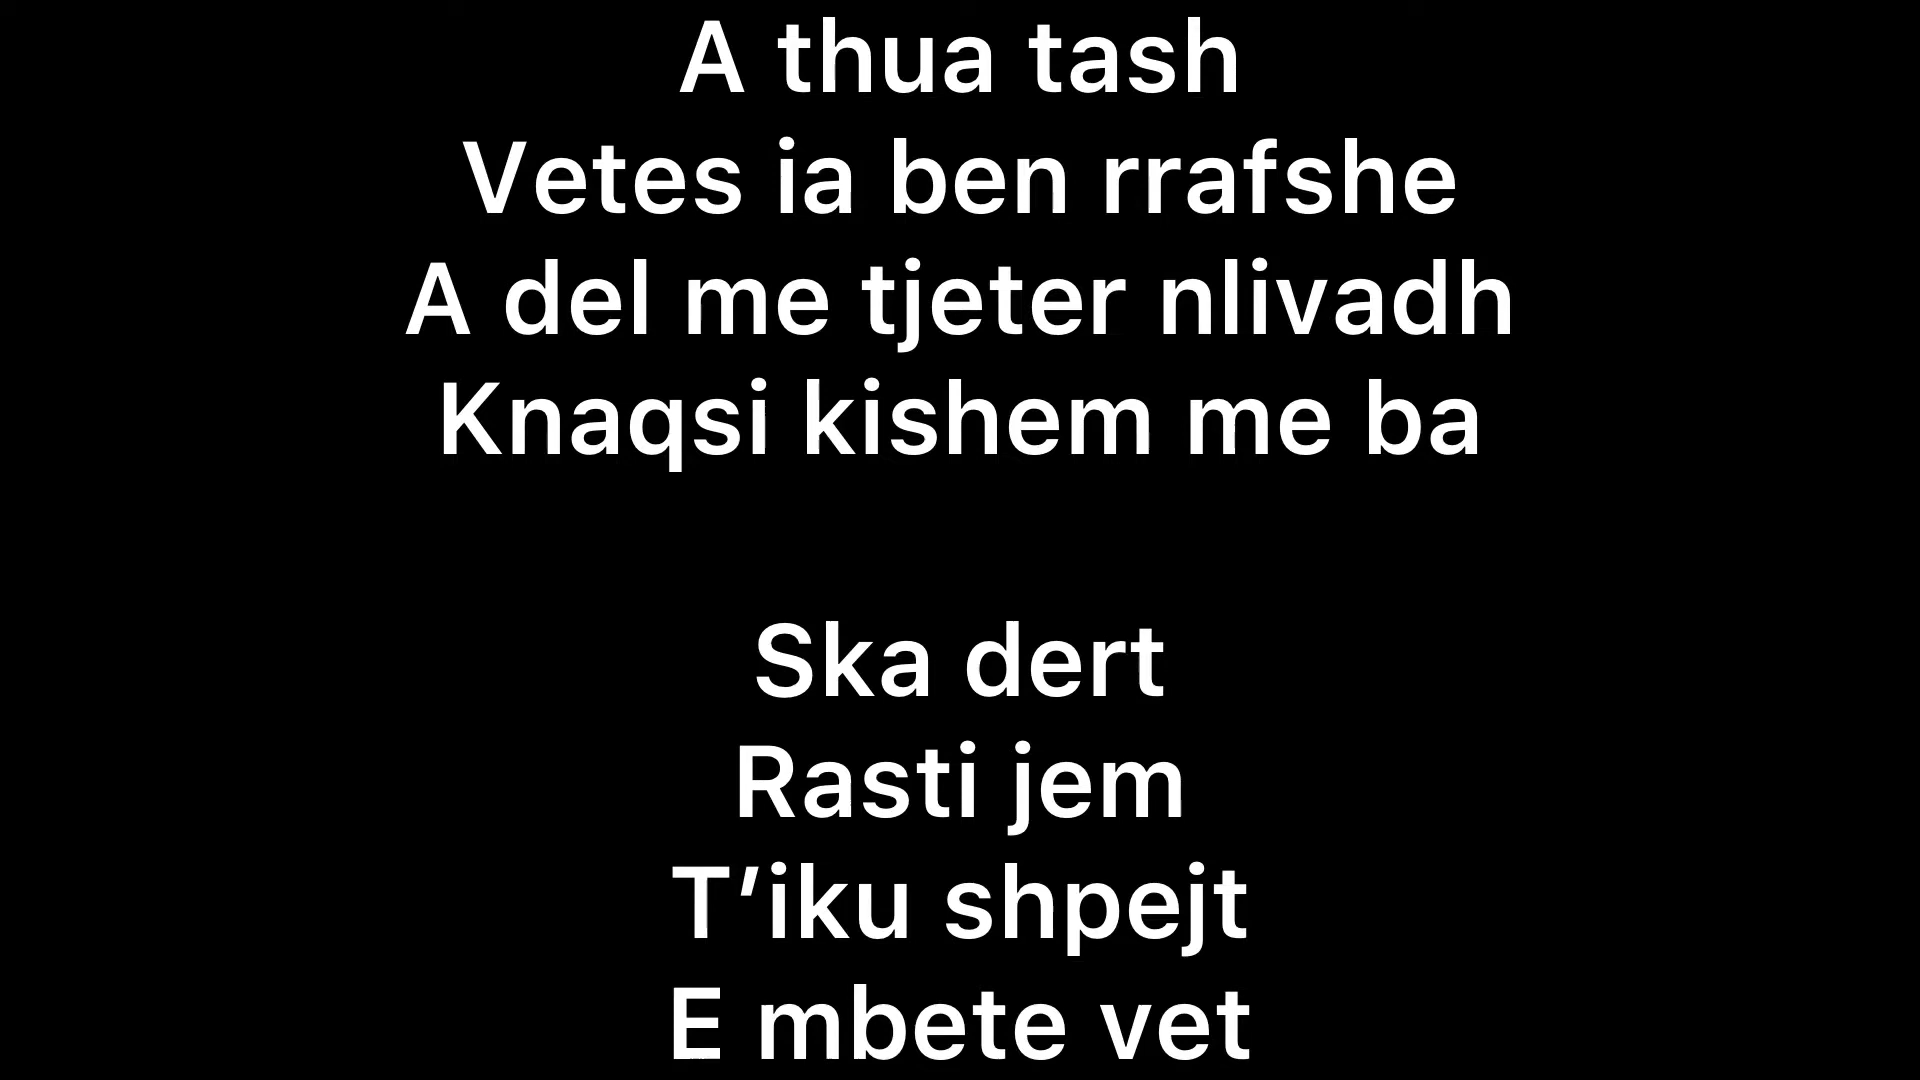 A thua tash
Vetes ia ben rrafshe
A del me tjeter nlivadh
Knaqsi kishem me ba
Ska dert
Rasti jem
T’iku shpejt
E mbete vet